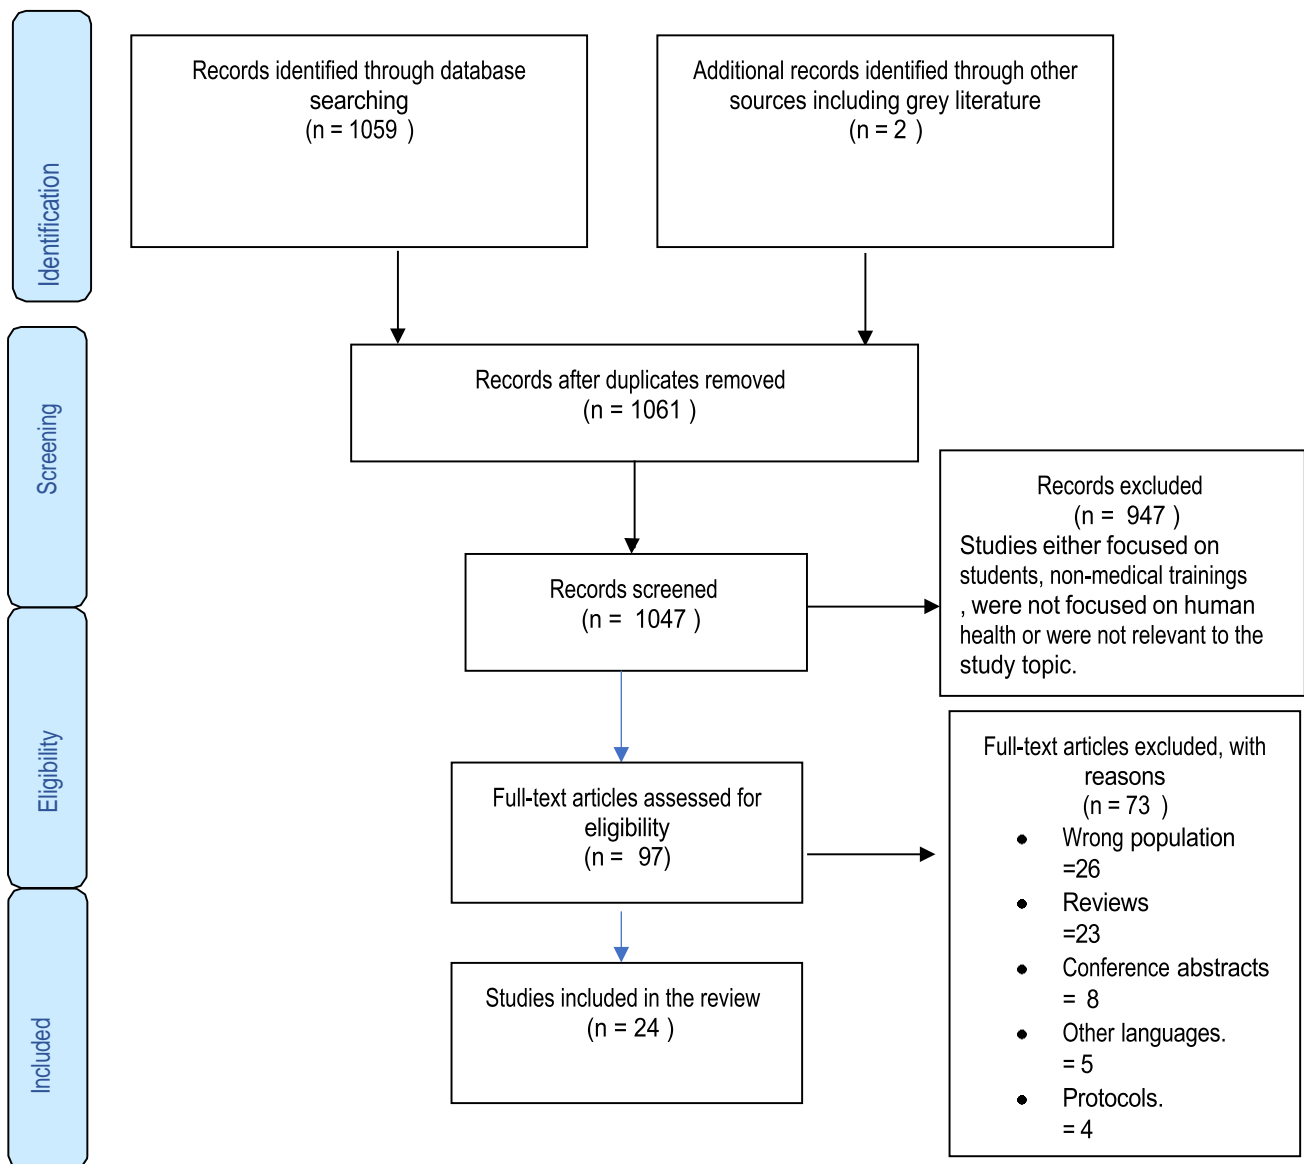 Identification
Records identified through database
searching
(n = 1059 )
Additional records identified through other
sources including grey literature
(n = 2 )
Screening
Records after duplicates removed
(n = 1061 )
Records screened
(n = 1047 )
Records excluded
(n = 947 )
Studies either focused on
students, non-medical trainings
, were not focused on human
health or were not relevant to the
study topic.
Eligibility
Full-text articles assessed for
eligibility
(n = 97)
Full-text articles excluded, with
reasons
(n = 73 )
● Wrong population
=26
● Reviews
=23
● Conference abstracts
= 8
● Other languages.
= 5
● Protocols.
= 4
Included
Studies included in the review
(n = 24 )